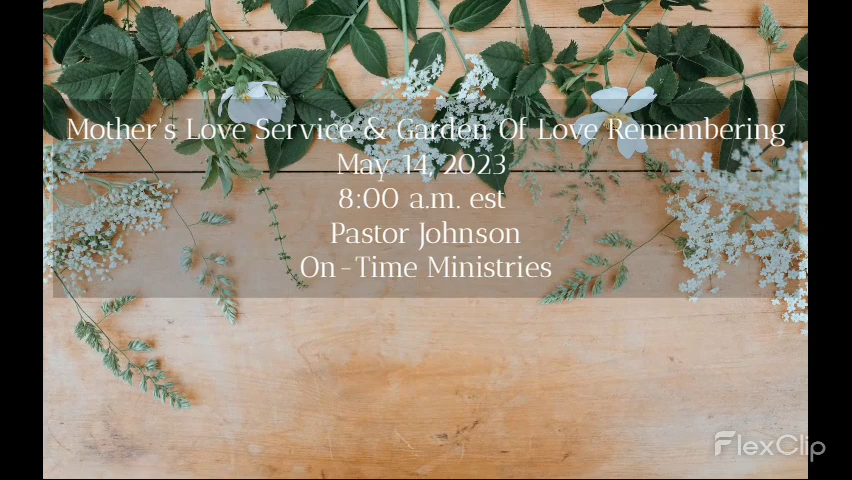 Mother's Love Service & Garden Of Love Remembering
May 14, 2023
8:00 a.m. est
Pastor Johnson
On-Time Ministries
FlexClip